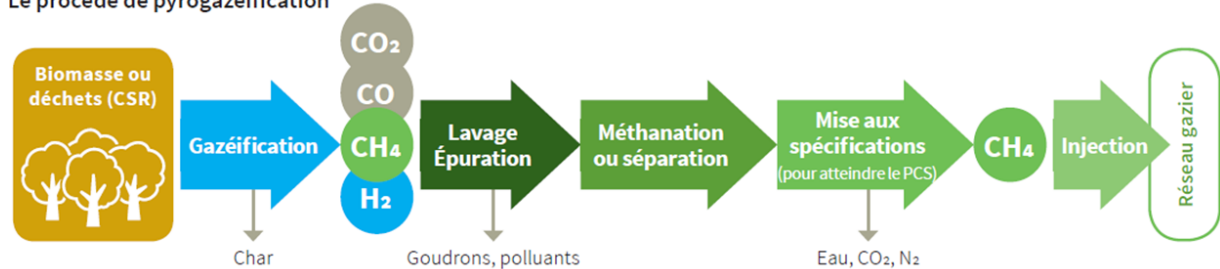 Le procédé de pyrogazéification
Biomasse ou
déchets (CSR)
Gazéification
CO₂
CO
CH₄
H₂
Lavage
Épuration
Méthanation
ou séparation
Mise aux
spécifications
(pour atteindre le PCS)
CH₄
Injection
Réseau gazier
Char
Goudrons, polluants
Eau, CO₂, N₂